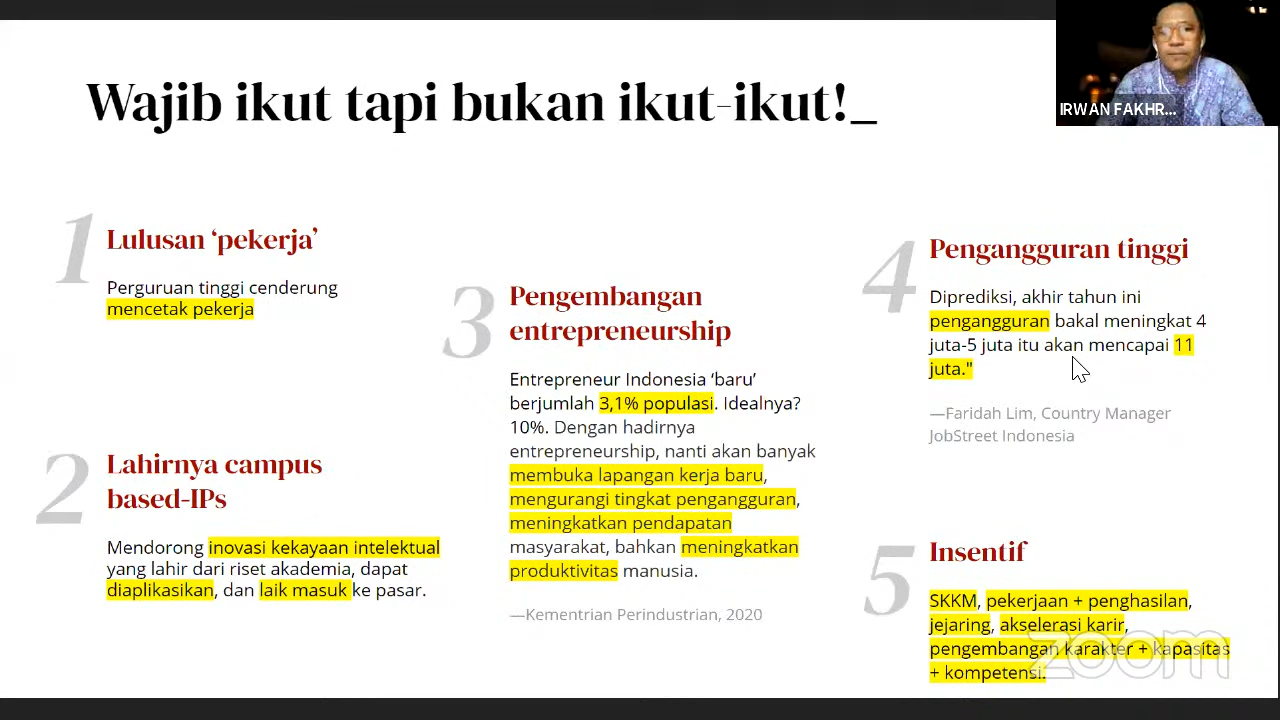 Wajib ikut tapi bukan ikut-ikut!_
IRWAN FAKHR...
1
Lulusan ‘pekerja’
Perguruan tinggi cenderung
mencetak pekerja
2
Lahirnya campus
based-IPs
Mendorong inovasi kekayaan intelektual
yang lahir dari riset akademia, dapat
diaplikasikan, dan laik masuk ke pasar.
3
Pengembangan
entrepreneurship
Entrepreneur Indonesia ‘baru’
berjumlah 3,1% populasi. Idealnya?
10%. Dengan hadirnya
entrepreneurship, nanti akan banyak
membuka lapangan kerja baru,
mengurangi tingkat pengangguran,
meningkatkan pendapatan
masyarakat, bahkan meningkatkan
produktivitas manusia.
—Kementrian Perindustrian, 2020
4
Pengangguran tinggi
Diprediksi, akhir tahun ini
pengangguran bakal meningkat 4
juta-5 juta itu akan mencapai 11
juta."
—Faridah Lim, Country Manager
JobStreet Indonesia
5
Insentif
SKKM, pekerjaan + penghasilan,
jejaring, akselerasi karir,
pengembangan karakter + kapasitas
+ kompetensi.
zoom